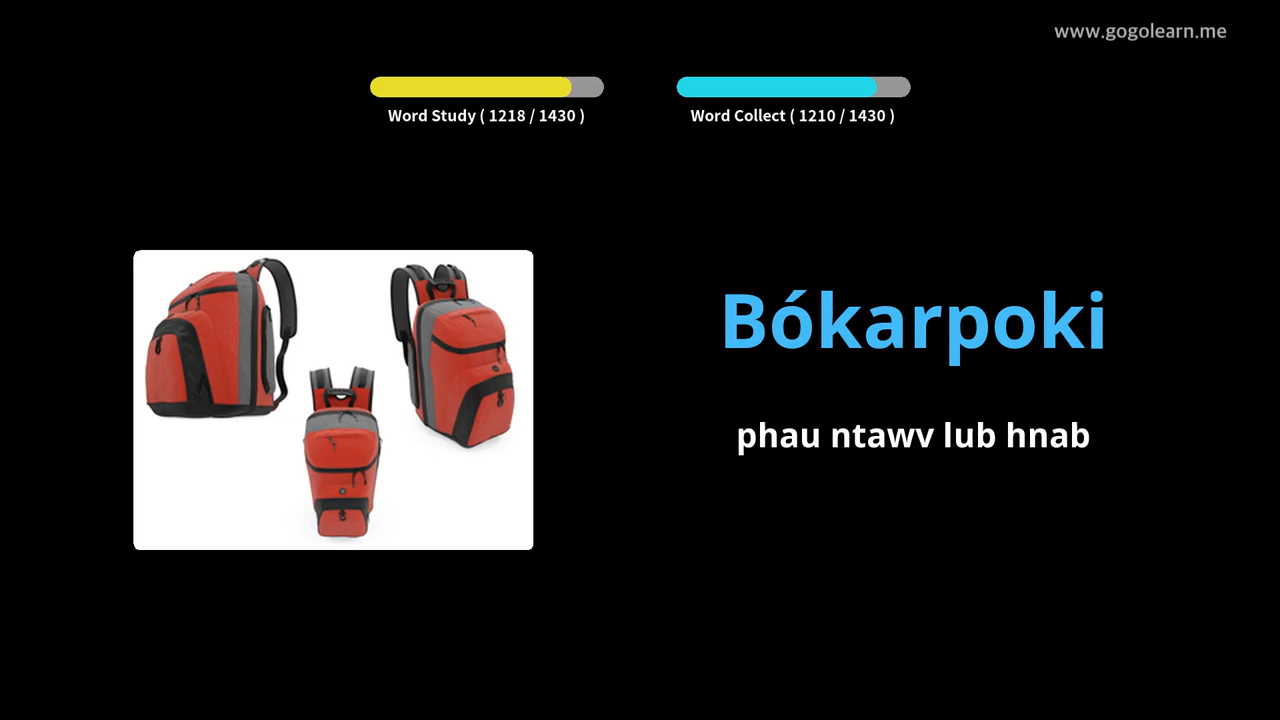 www.gogolearn.me
Word Study ( 1218 / 1430 )
Word Collect ( 1210 / 1430 )
Bókarpoki
phau ntawv lub hnab